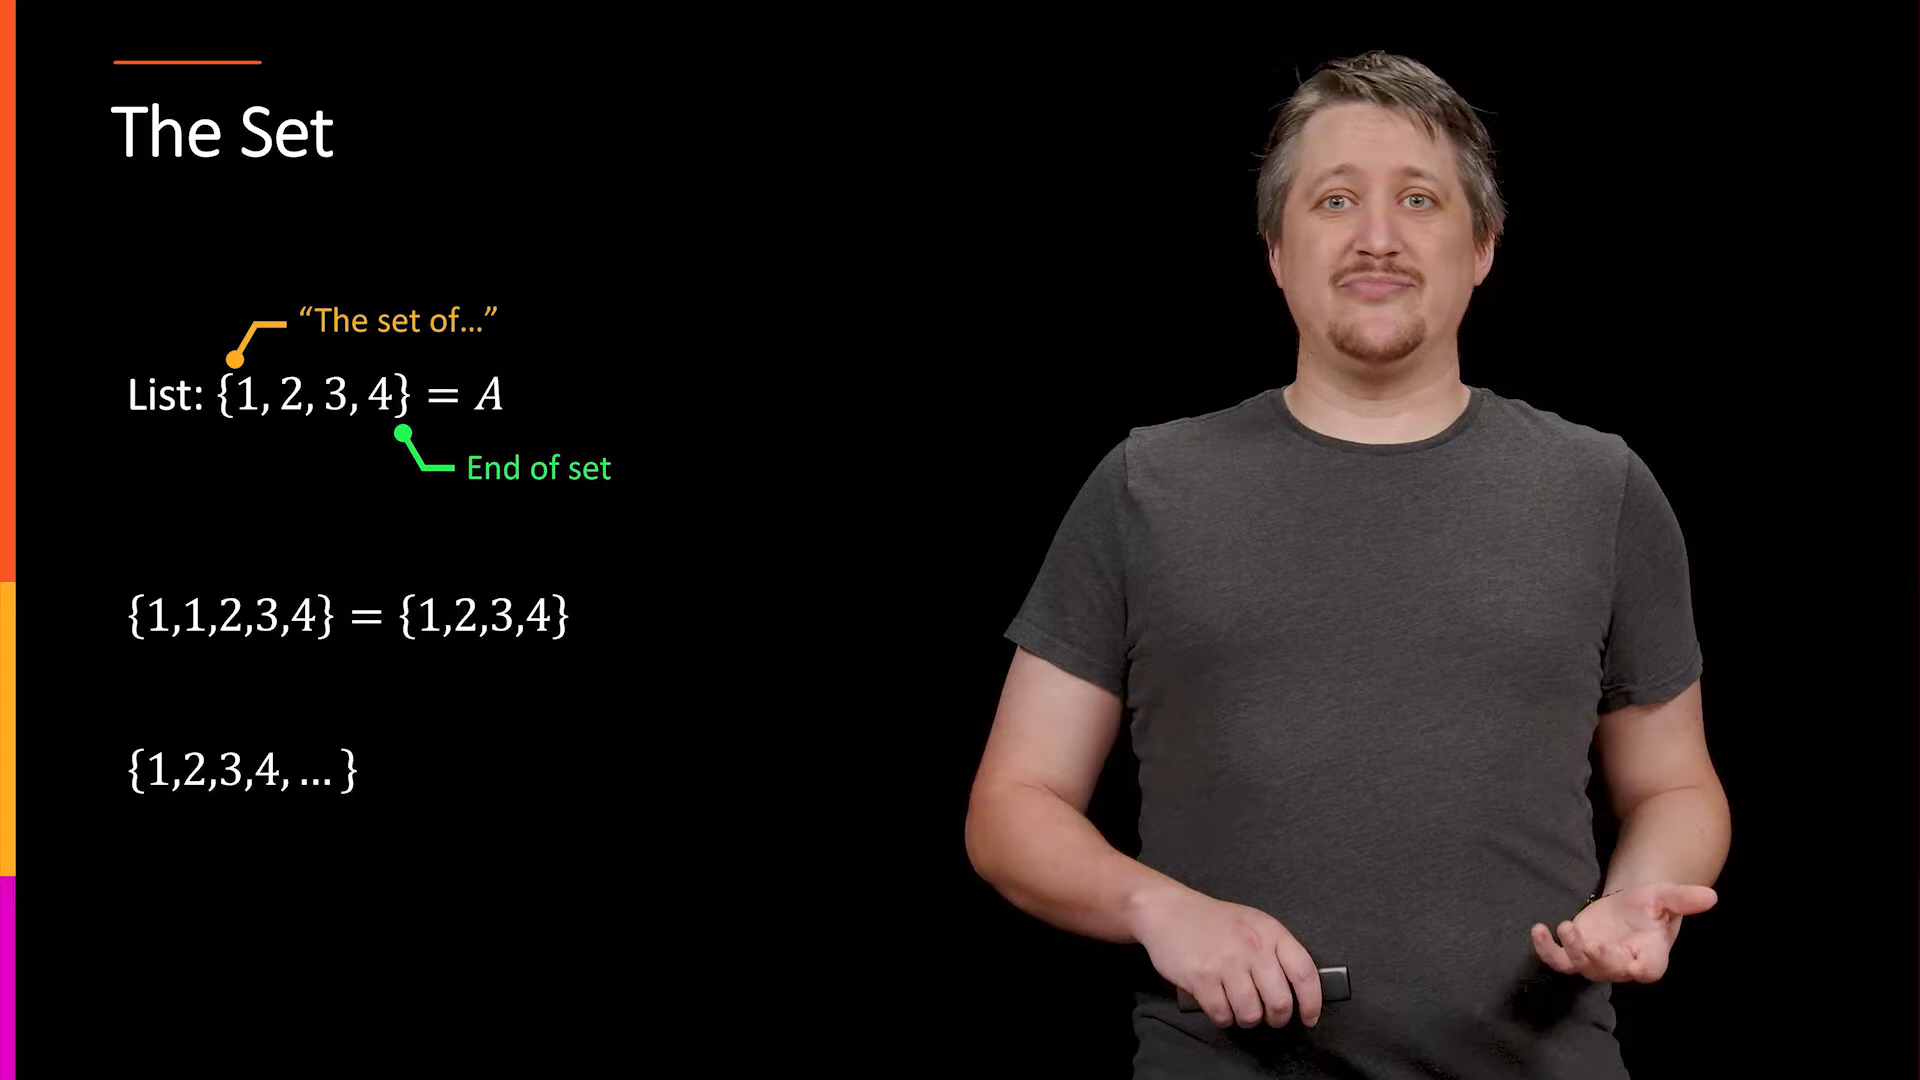 The Set
“The set of...”
List: {1, 2, 3, 4} = A
End of set
{1,1,2,3,4} = {1,2,3,4}
{1,2,3,4, ... }